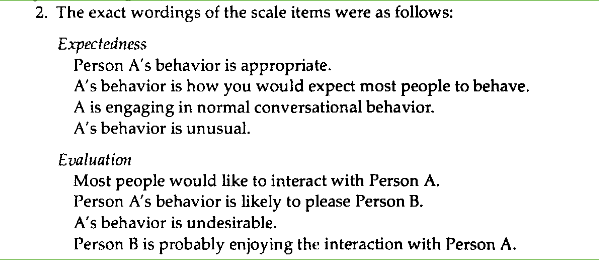 2. The exact wordings of the scale items were as follows:
Expectedness
Person A's behavior is appropriate.
A's behavior is how you would expect most people to behave.
A is engaging in normal conversational behavior.
A's behavior is unusual.
Evaluation
Most people would like to interact with Person A.
Person A's behavior is likely to please Person B.
A's behavior is undesirable.
Person B is probably enjoying the interaction with Person A.